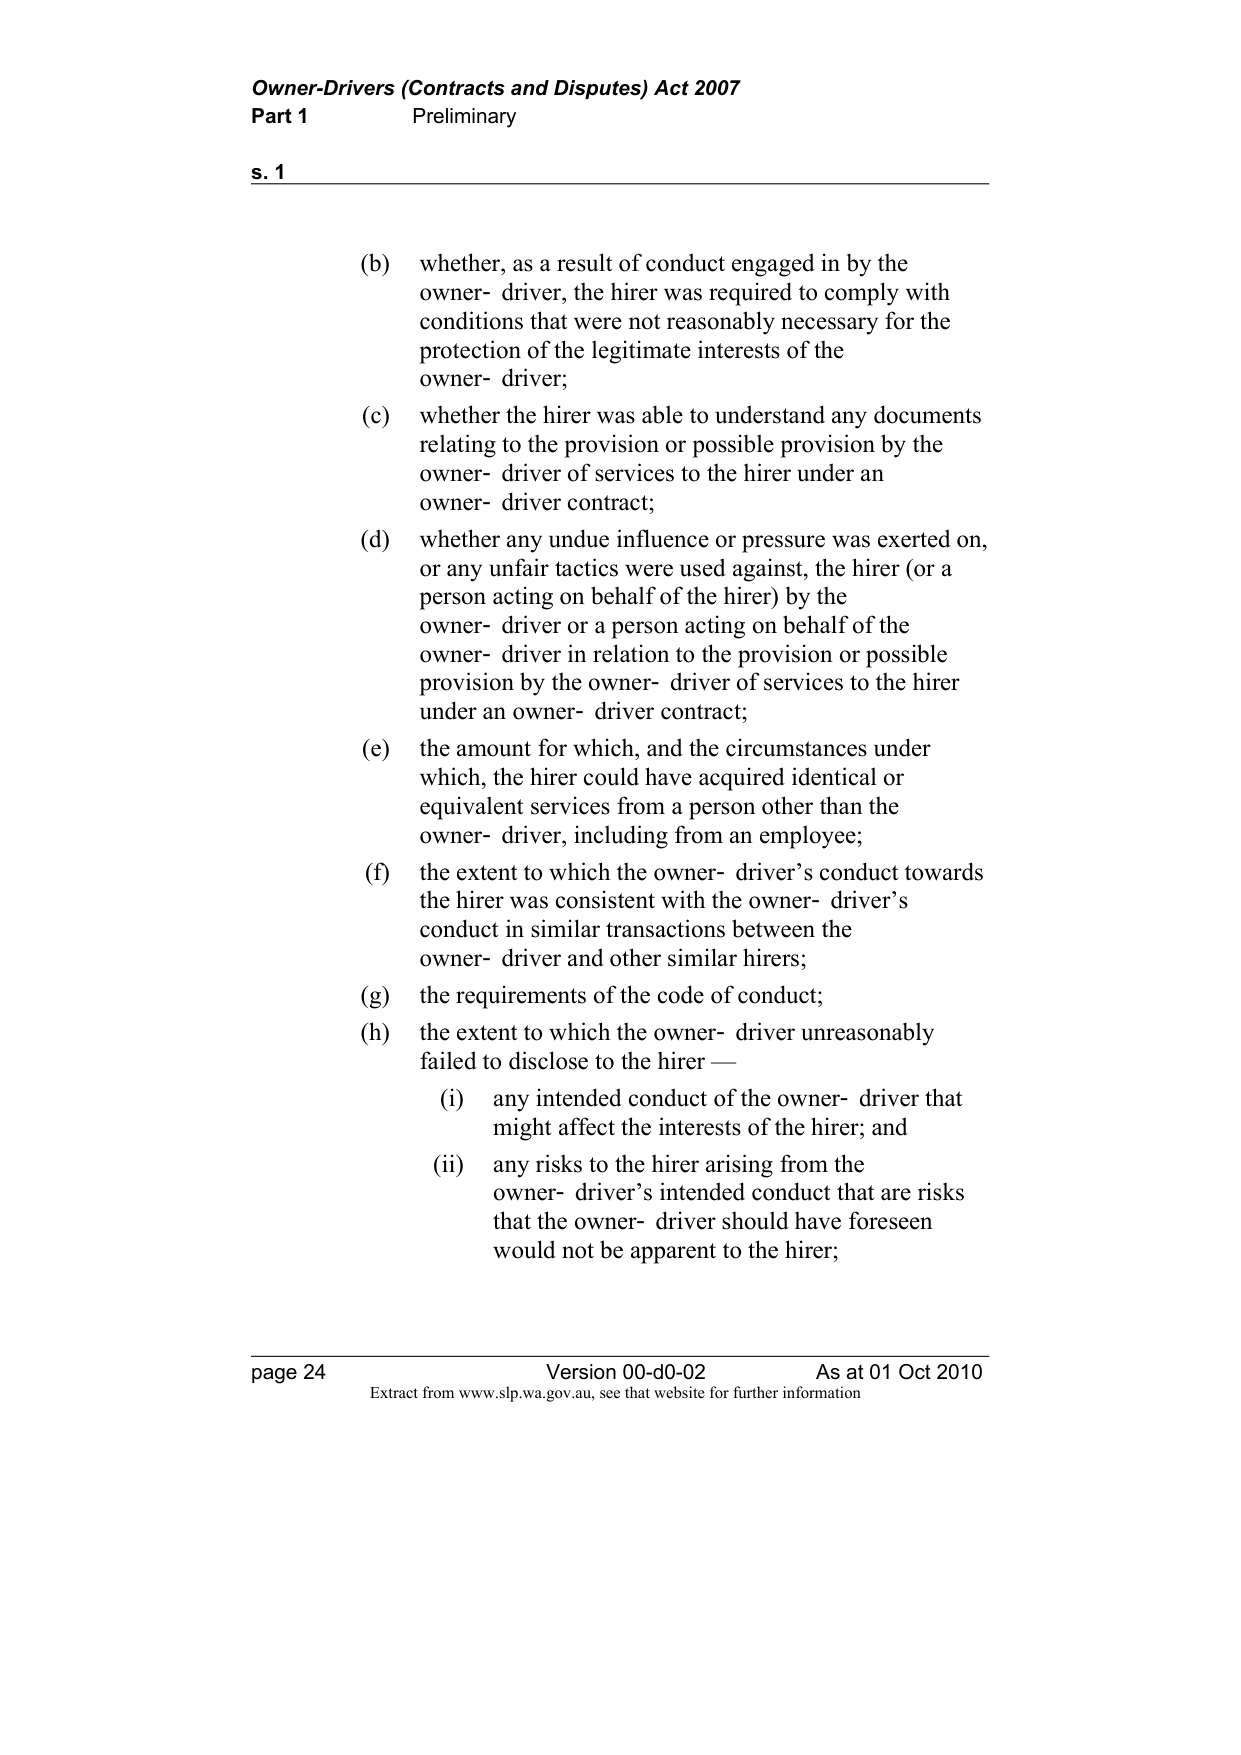 Owner-Drivers (Contracts and Disputes) Act 2007
Part 1 Preliminary
s. 1
(b) whether, as a result of conduct engaged in by the
owner- driver, the hirer was required to comply with
conditions that were not reasonably necessary for the
protection of the legitimate interests of the
owner- driver;
(c) whether the hirer was able to understand any documents
relating to the provision or possible provision by the
owner- driver of services to the hirer under an
owner- driver contract;
(d) whether any undue influence or pressure was exerted on,
or any unfair tactics were used against, the hirer (or a
person acting on behalf of the hirer) by the
owner- driver or a person acting on behalf of the
owner- driver in relation to the provision or possible
provision by the owner- driver of services to the hirer
under an owner- driver contract;
(e) the amount for which, and the circumstances under
which, the hirer could have acquired identical or
equivalent services from a person other than the
owner- driver, including from an employee;
(f) the extent to which the owner- driver’s conduct towards
the hirer was consistent with the owner- driver’s
conduct in similar transactions between the
owner- driver and other similar hirers;
(g) the requirements of the code of conduct;
(h) the extent to which the owner- driver unreasonably
failed to disclose to the hirer —
(i) any intended conduct of the owner- driver that
might affect the interests of the hirer; and
(ii) any risks to the hirer arising from the
owner- driver’s intended conduct that are risks
that the owner- driver should have foreseen
would not be apparent to the hirer;
page 24 Version 00-d0-02 As at 01 Oct 2010
Extract from www.slp.wa.gov.au, see that website for further information